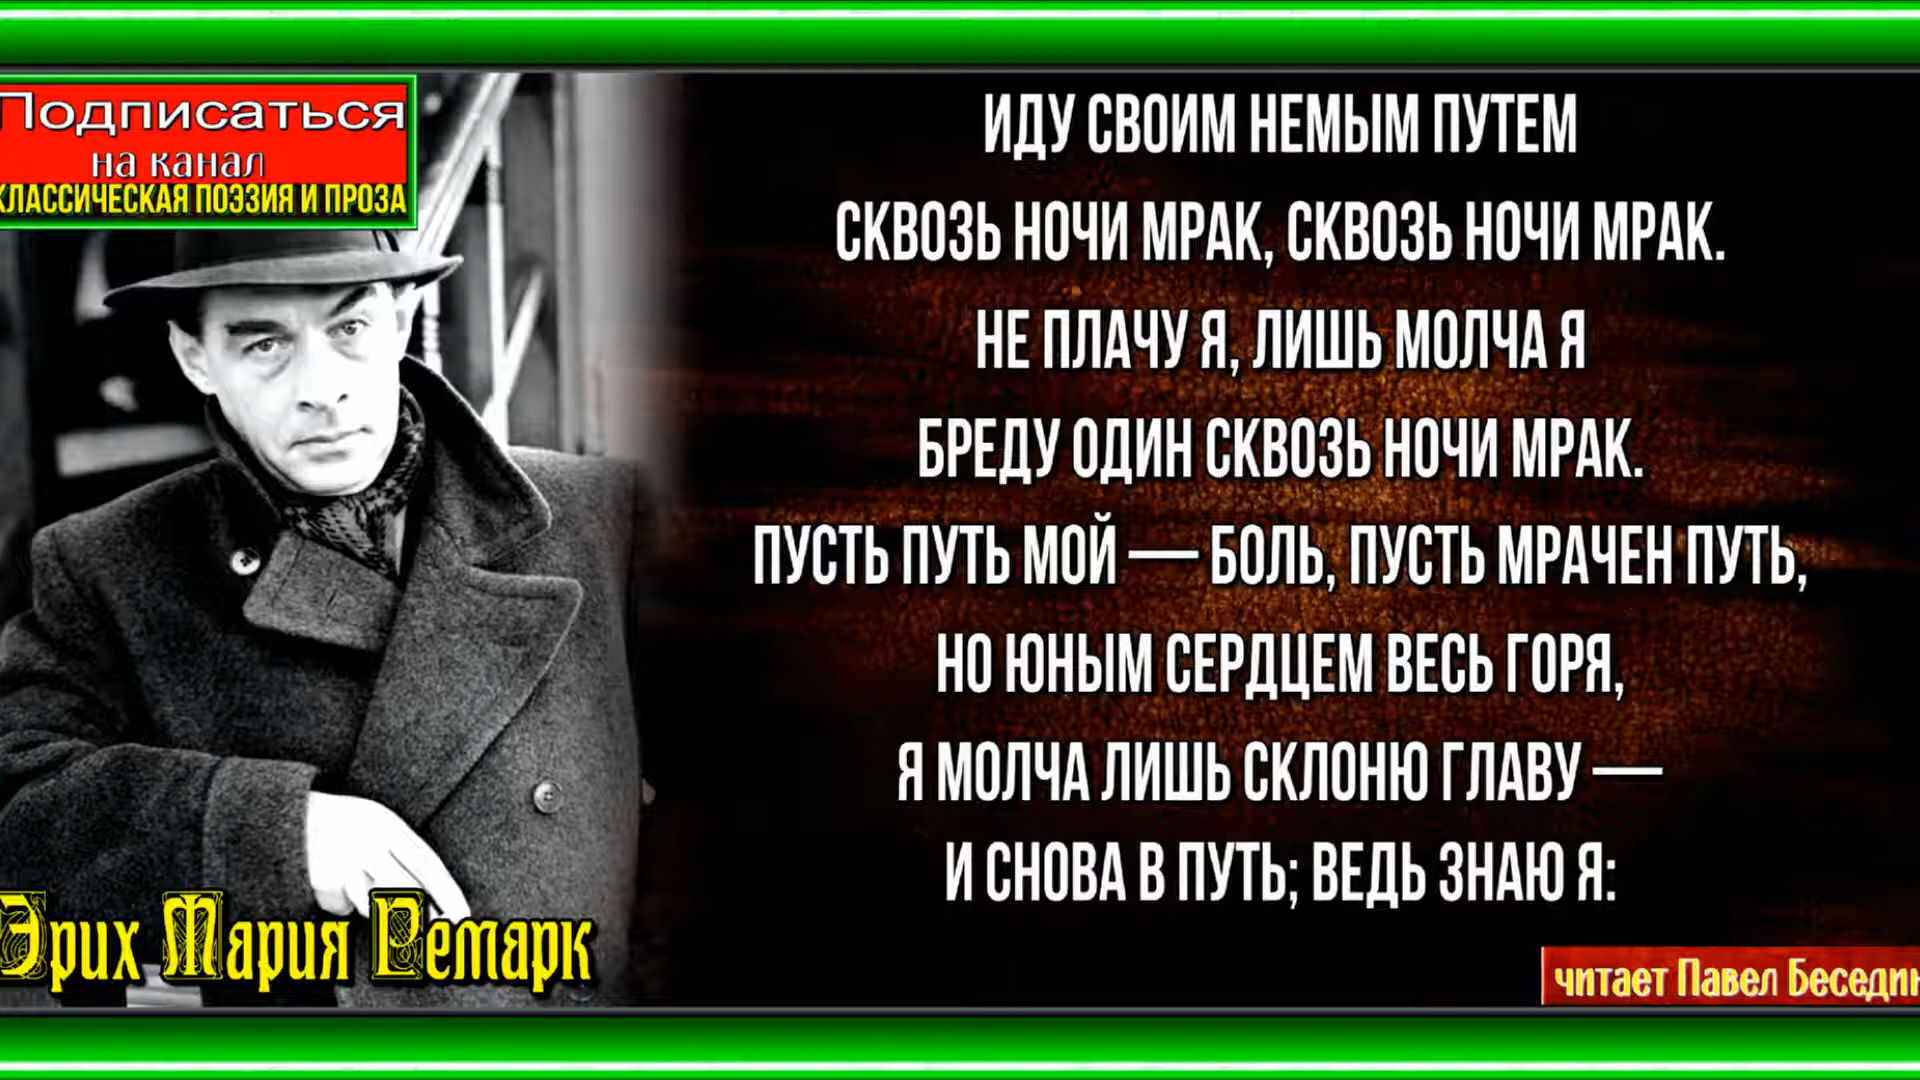 Подписаться
на канал
КЛАССИЧЕСКАЯ ПОЭЗИЯ И ПРОЗА
ИДУ СВОИМ НЕМЫМ ПУТЕМ
СКВОЗЬ НОЧИ МРАК, СКВОЗЬ НОЧИ МРАК.
НЕ ПЛАЧУ Я, ЛИШЬ МОЛЧА Я
БРЕДУ ОДИН СКВОЗЬ НОЧИ МРАК.
ПУСТЬ ПУТЬ МОЙ — БОЛЬ, ПУСТЬ МРАЧЕН ПУТЬ,
НО ЮНЫМ СЕРДЦЕМ ВЕСЬ ГОРЯ,
Я МОЛЧА ЛИШЬ СКЛОНЮ ГЛАВУ —
И СНОВА В ПУТЬ; ВЕДЬ ЗНАЮ Я:
Эрих Мария Ремарк
читает Павел Беседин